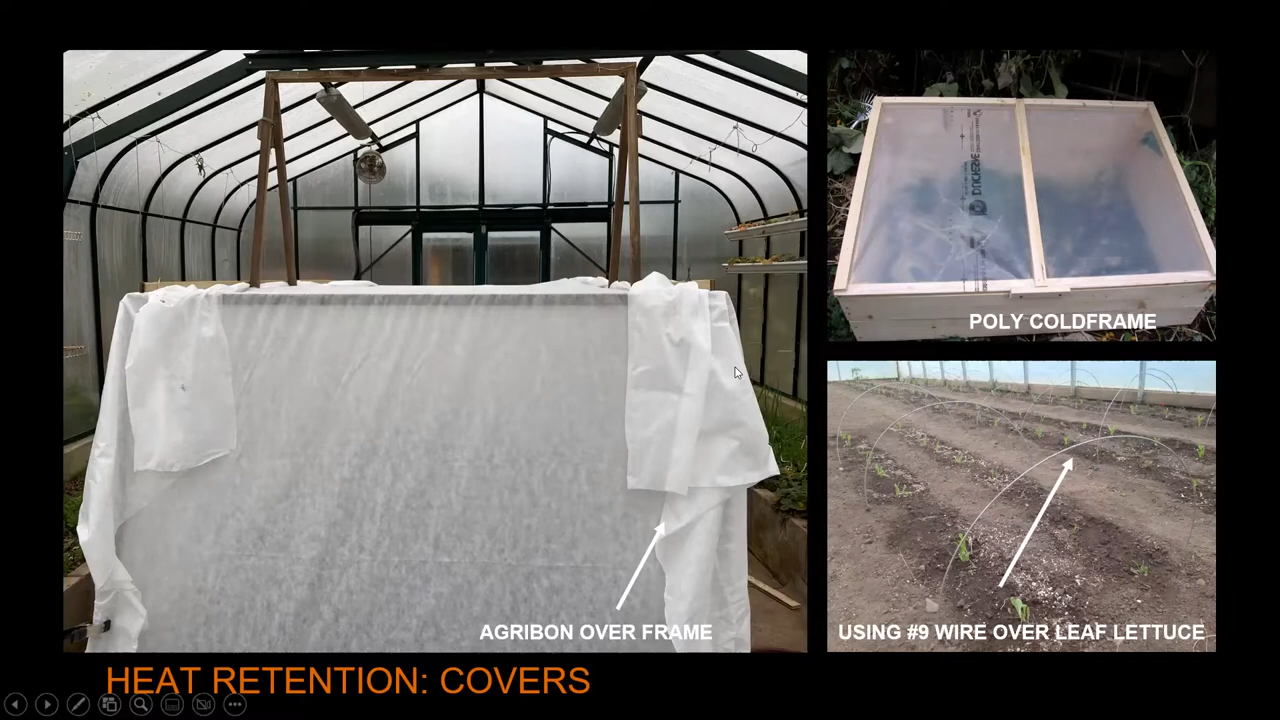 AGRIBON OVER FRAME
POLY COLDFRAME
USING #9 WIRE OVER LEAF LETTUCE
HEAT RETENTION: COVERS